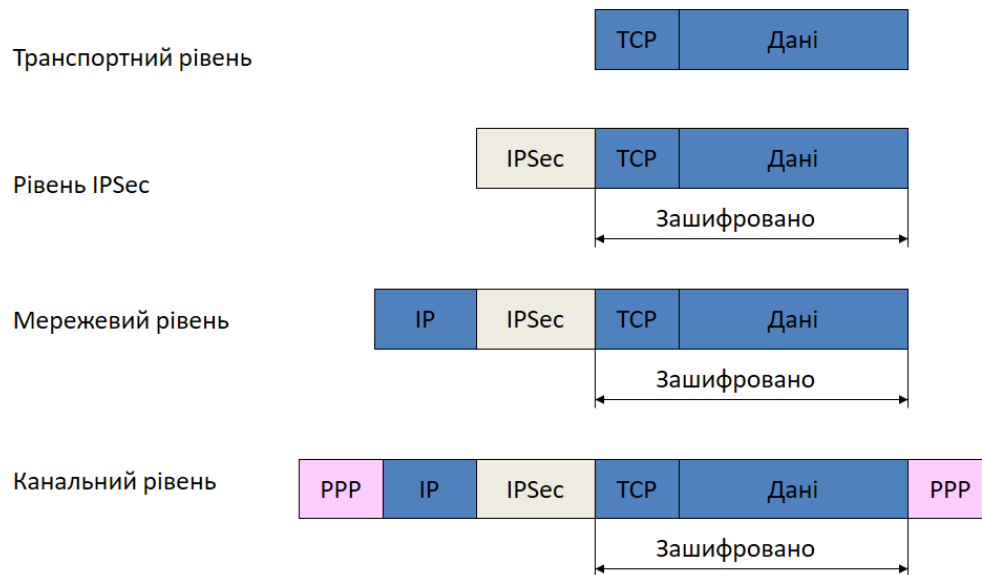 Транспортний рівень
TCP Дані
Рівень IPSec
IPSec TCP Дані
Зашифровано
Мережевий рівень
IP IPSec TCP Дані
Зашифровано
Канальний рівень
PPP IP IPSec TCP Дані PPP
Зашифровано